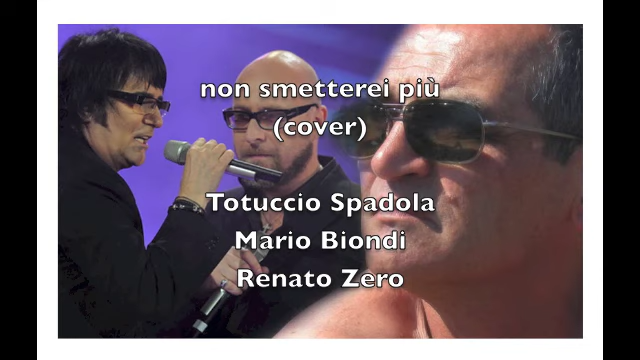 non smetterei più
(cover)
Totuccio Spadola
Mario Biondi
Renato Zero